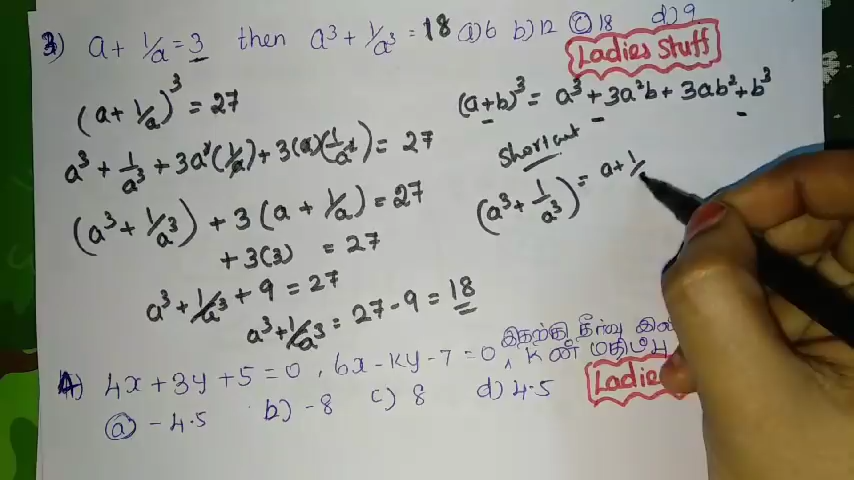 3) a + 1/a = 3 then a³ + 1/a³ = 18 a) 6 b) 12 c) 18 d) 9
Ladies Stuff
(a + 1/a)³ = 27
(a+b)³ = a³ + 3a²b + 3ab² + b³
a³ + 1/a³ + 3a²(1/a) + 3(a)(1/a²) = 27
Shortcut
(a³ + 1/a³) + 3(a + 1/a) = 27
(a³ + 1/a³) = a + 1/
+ 3(3) = 27
a³ + 1/a³ + 9 = 27
a³ + 1/a³ = 27 - 9 = 18
இதற்கு தீர்வு இல்
4) 4x + 3y + 5 = 0, 6x - ky - 7 = 0, k ன் மதிப்பு
Ladie
a) -4.5 b) -8 c) 8 d) 4.5